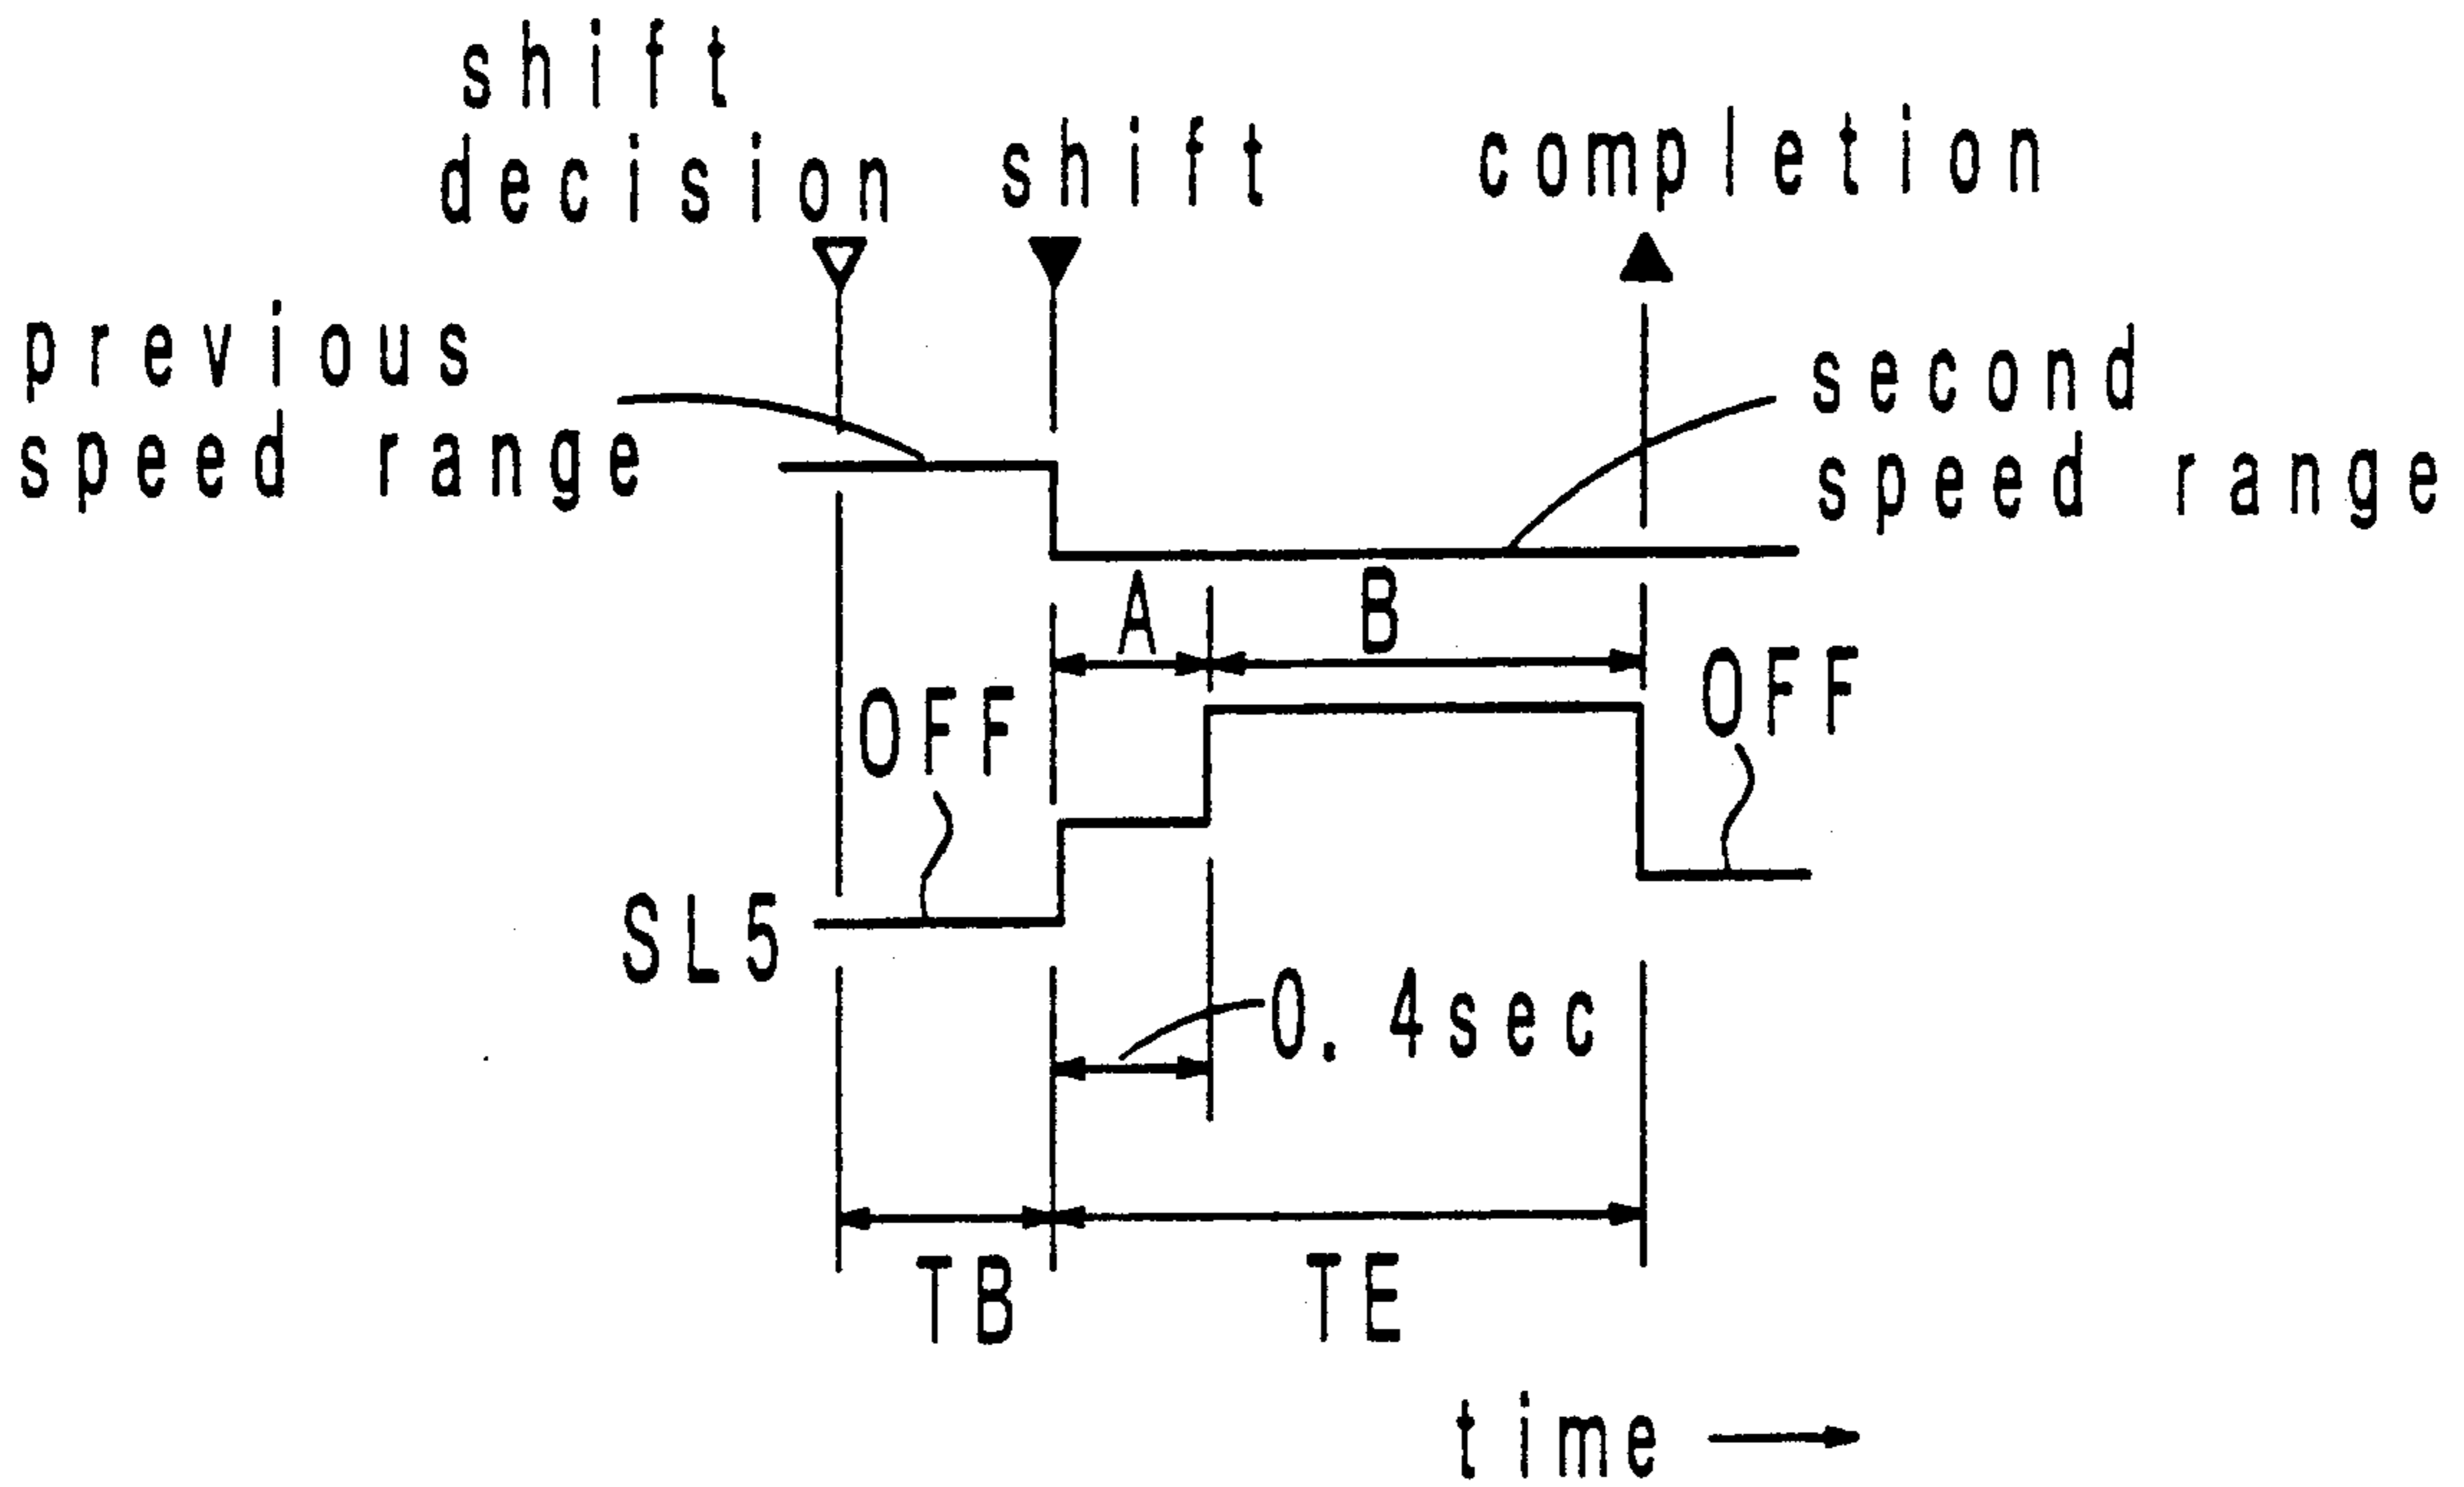 shift
decision
shift
completion
previous
speed range
second
speed range
A
B
OFF
OFF
SL5
0.4sec
TB
TE
time